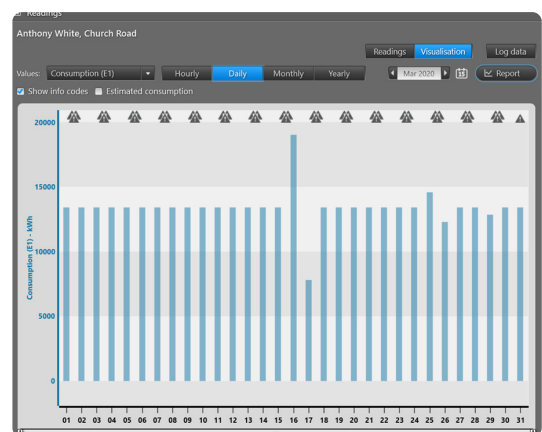 Readings
Anthony White, Church Road
Readings Visualisation Log data
Values: Consumption (E1) Hourly Daily Monthly Yearly Mar 2020 Report
Show info codes Estimated consumption
20000
15000
10000
5000
0
Consumption (E1) - kWh
01 02 03 04 05 06 07 08 09 10 11 12 13 14 15 16 17 18 19 20 21 22 23 24 25 26 27 28 29 30 31